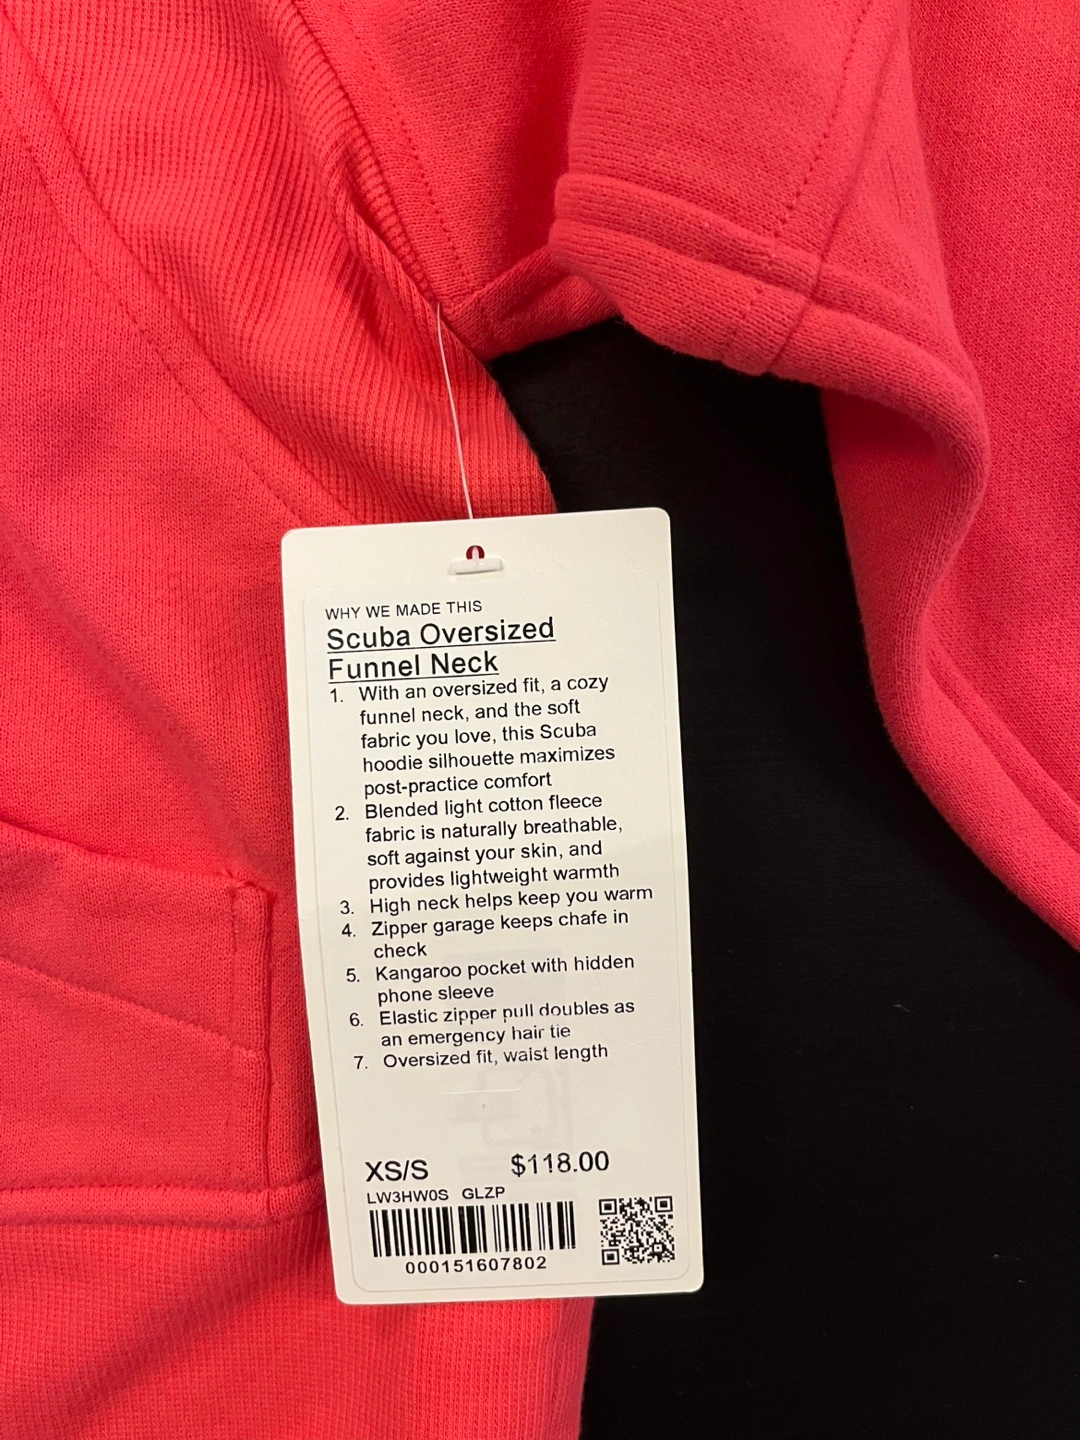 WHY WE MADE THIS
Scuba Oversized
Funnel Neck
1. With an oversized fit, a cozy
funnel neck, and the soft
fabric you love, this Scuba
hoodie silhouette maximizes
post-practice comfort
2. Blended light cotton fleece
fabric is naturally breathable,
soft against your skin, and
provides lightweight warmth
3. High neck helps keep you warm
4. Zipper garage keeps chafe in
check
5. Kangaroo pocket with hidden
phone sleeve
6. Elastic zipper pull doubles as
an emergency hair tie
7. Oversized fit, waist length
XS/S $118.00
LW3HW0S GLZP
000151607802